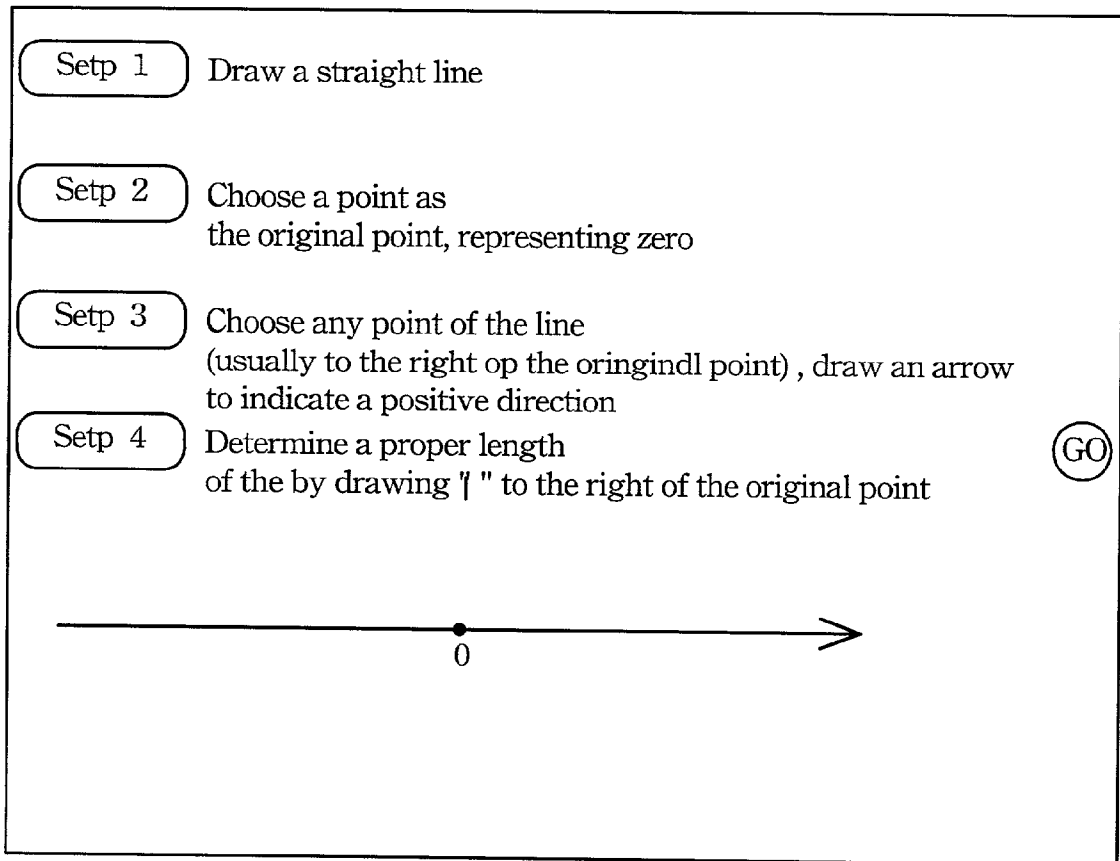 Setp 1 Draw a straight line
Setp 2 Choose a point as
the original point, representing zero
Setp 3 Choose any point of the line
(usually to the right op the oringindl point) , draw an arrow
to indicate a positive direction
Setp 4 Determine a proper length
GO
of the by drawing "| " to the right of the original point
0